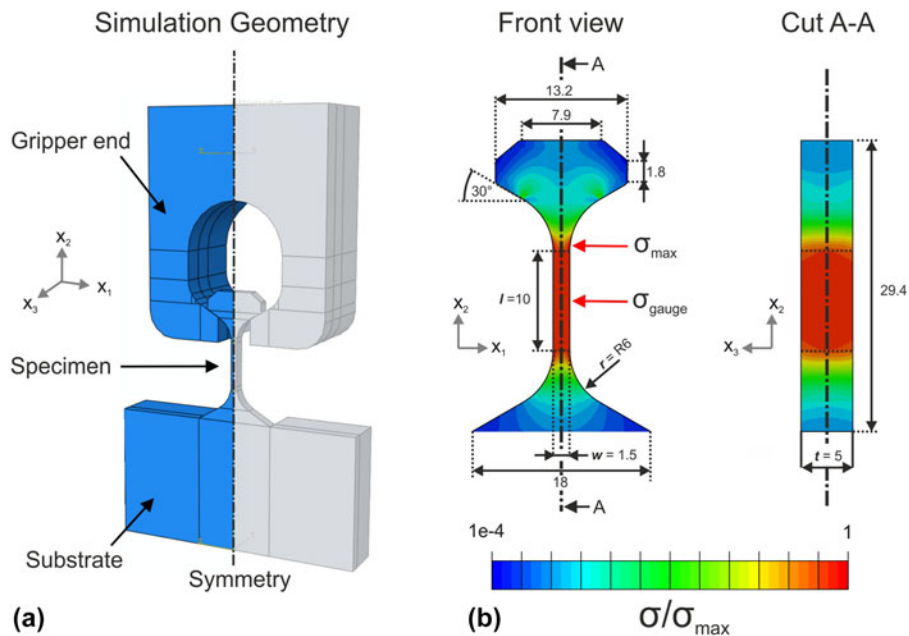 Simulation Geometry
Gripper end
x2
x1
x3
Specimen
Substrate
Symmetry
(a)
Front view
A
13.2
7.9
1.8
30°
σmax
l=10
σgauge
x2
x1
r = R6
w = 1.5
18
A
Cut A-A
x2
x3
29.4
t = 5
1e-4
1
(b)
σ/σmax